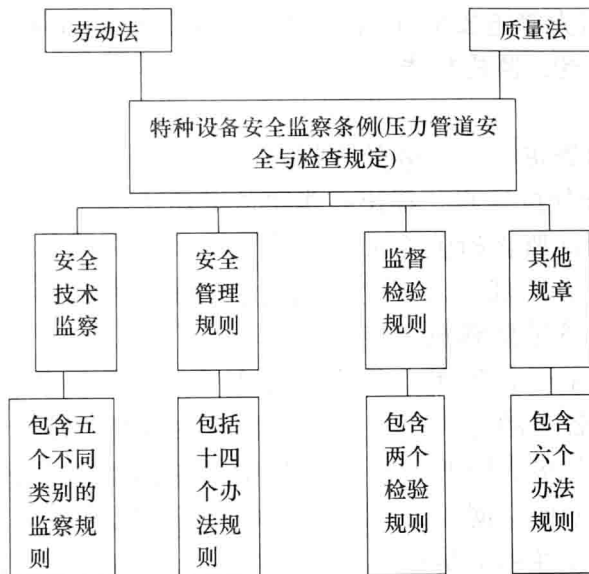 劳动法
质量法
特种设备安全监察条例(压力管道安
全与检查规定)
安全
技术
监察
安全
管理
规则
监督
检验
规则
其他
规章
包含五
个不同
类别的
监察规
则
包括
十四
个办
法规
则
包含
两个
检验
规则
包含
六个
办法
规则